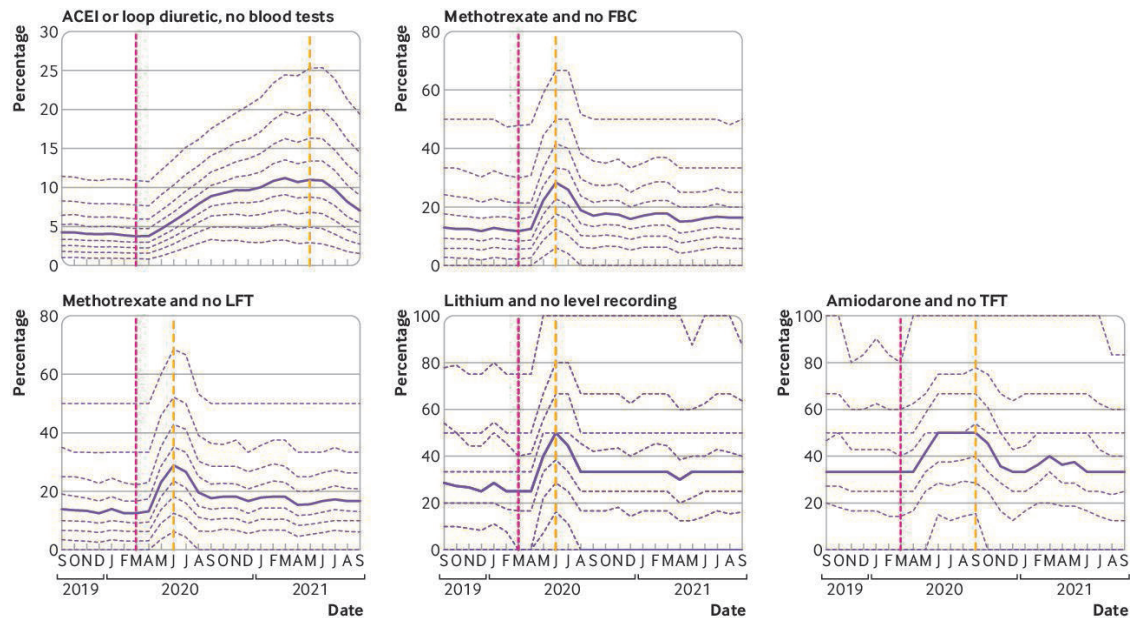 ACEI or loop diuretic, no blood tests
Percentage
30
25
20
15
10
5
0
Methotrexate and no FBC
Percentage
80
60
40
20
0
Methotrexate and no LFT
Percentage
80
60
40
20
0
S O N D J F M A M J J A S O N D J F M A M J J A S
2019 2020 2021
Date
Lithium and no level recording
Percentage
100
80
60
40
20
0
S O N D J F M A M J J A S O N D J F M A M J J A S
2019 2020 2021
Date
Amiodarone and no TFT
Percentage
100
80
60
40
20
0
S O N D J F M A M J J A S O N D J F M A M J J A S
2019 2020 2021
Date